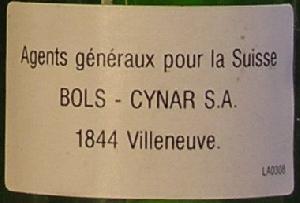 Agents généraux pour la Suisse
BOLS - CYNAR S.A.
1844 Villeneuve.
LA0308